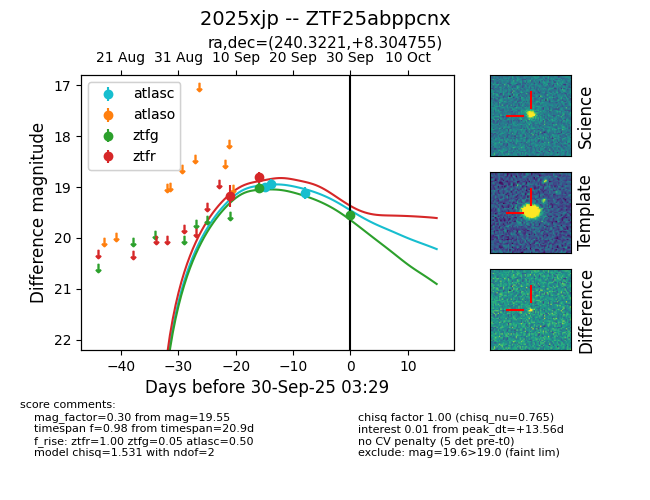 2025xjp -- ZTF25abppcnx
ra,dec=(240.3221,+8.304755)
21 Aug 31 Aug 10 Sep 20 Sep 30 Sep 10 Oct
17
18
19
20
21
22
Difference magnitude
atlasc
atlaso
ztfg
ztfr
−40 −30 −20 −10 0 10
Days before 30-Sep-25 03:29
Science
Template
Difference
score comments:
mag_factor=0.30 from mag=19.55
timespan f=0.98 from timespan=20.9d
f_rise: ztfr=1.00 ztfg=0.05 atlasc=0.50
model chisq=1.531 with ndof=2
chisq factor 1.00 (chisq_nu=0.765)
interest 0.01 from peak_dt=+13.56d
no CV penalty (5 det pre-t0)
exclude: mag=19.6>19.0 (faint lim)